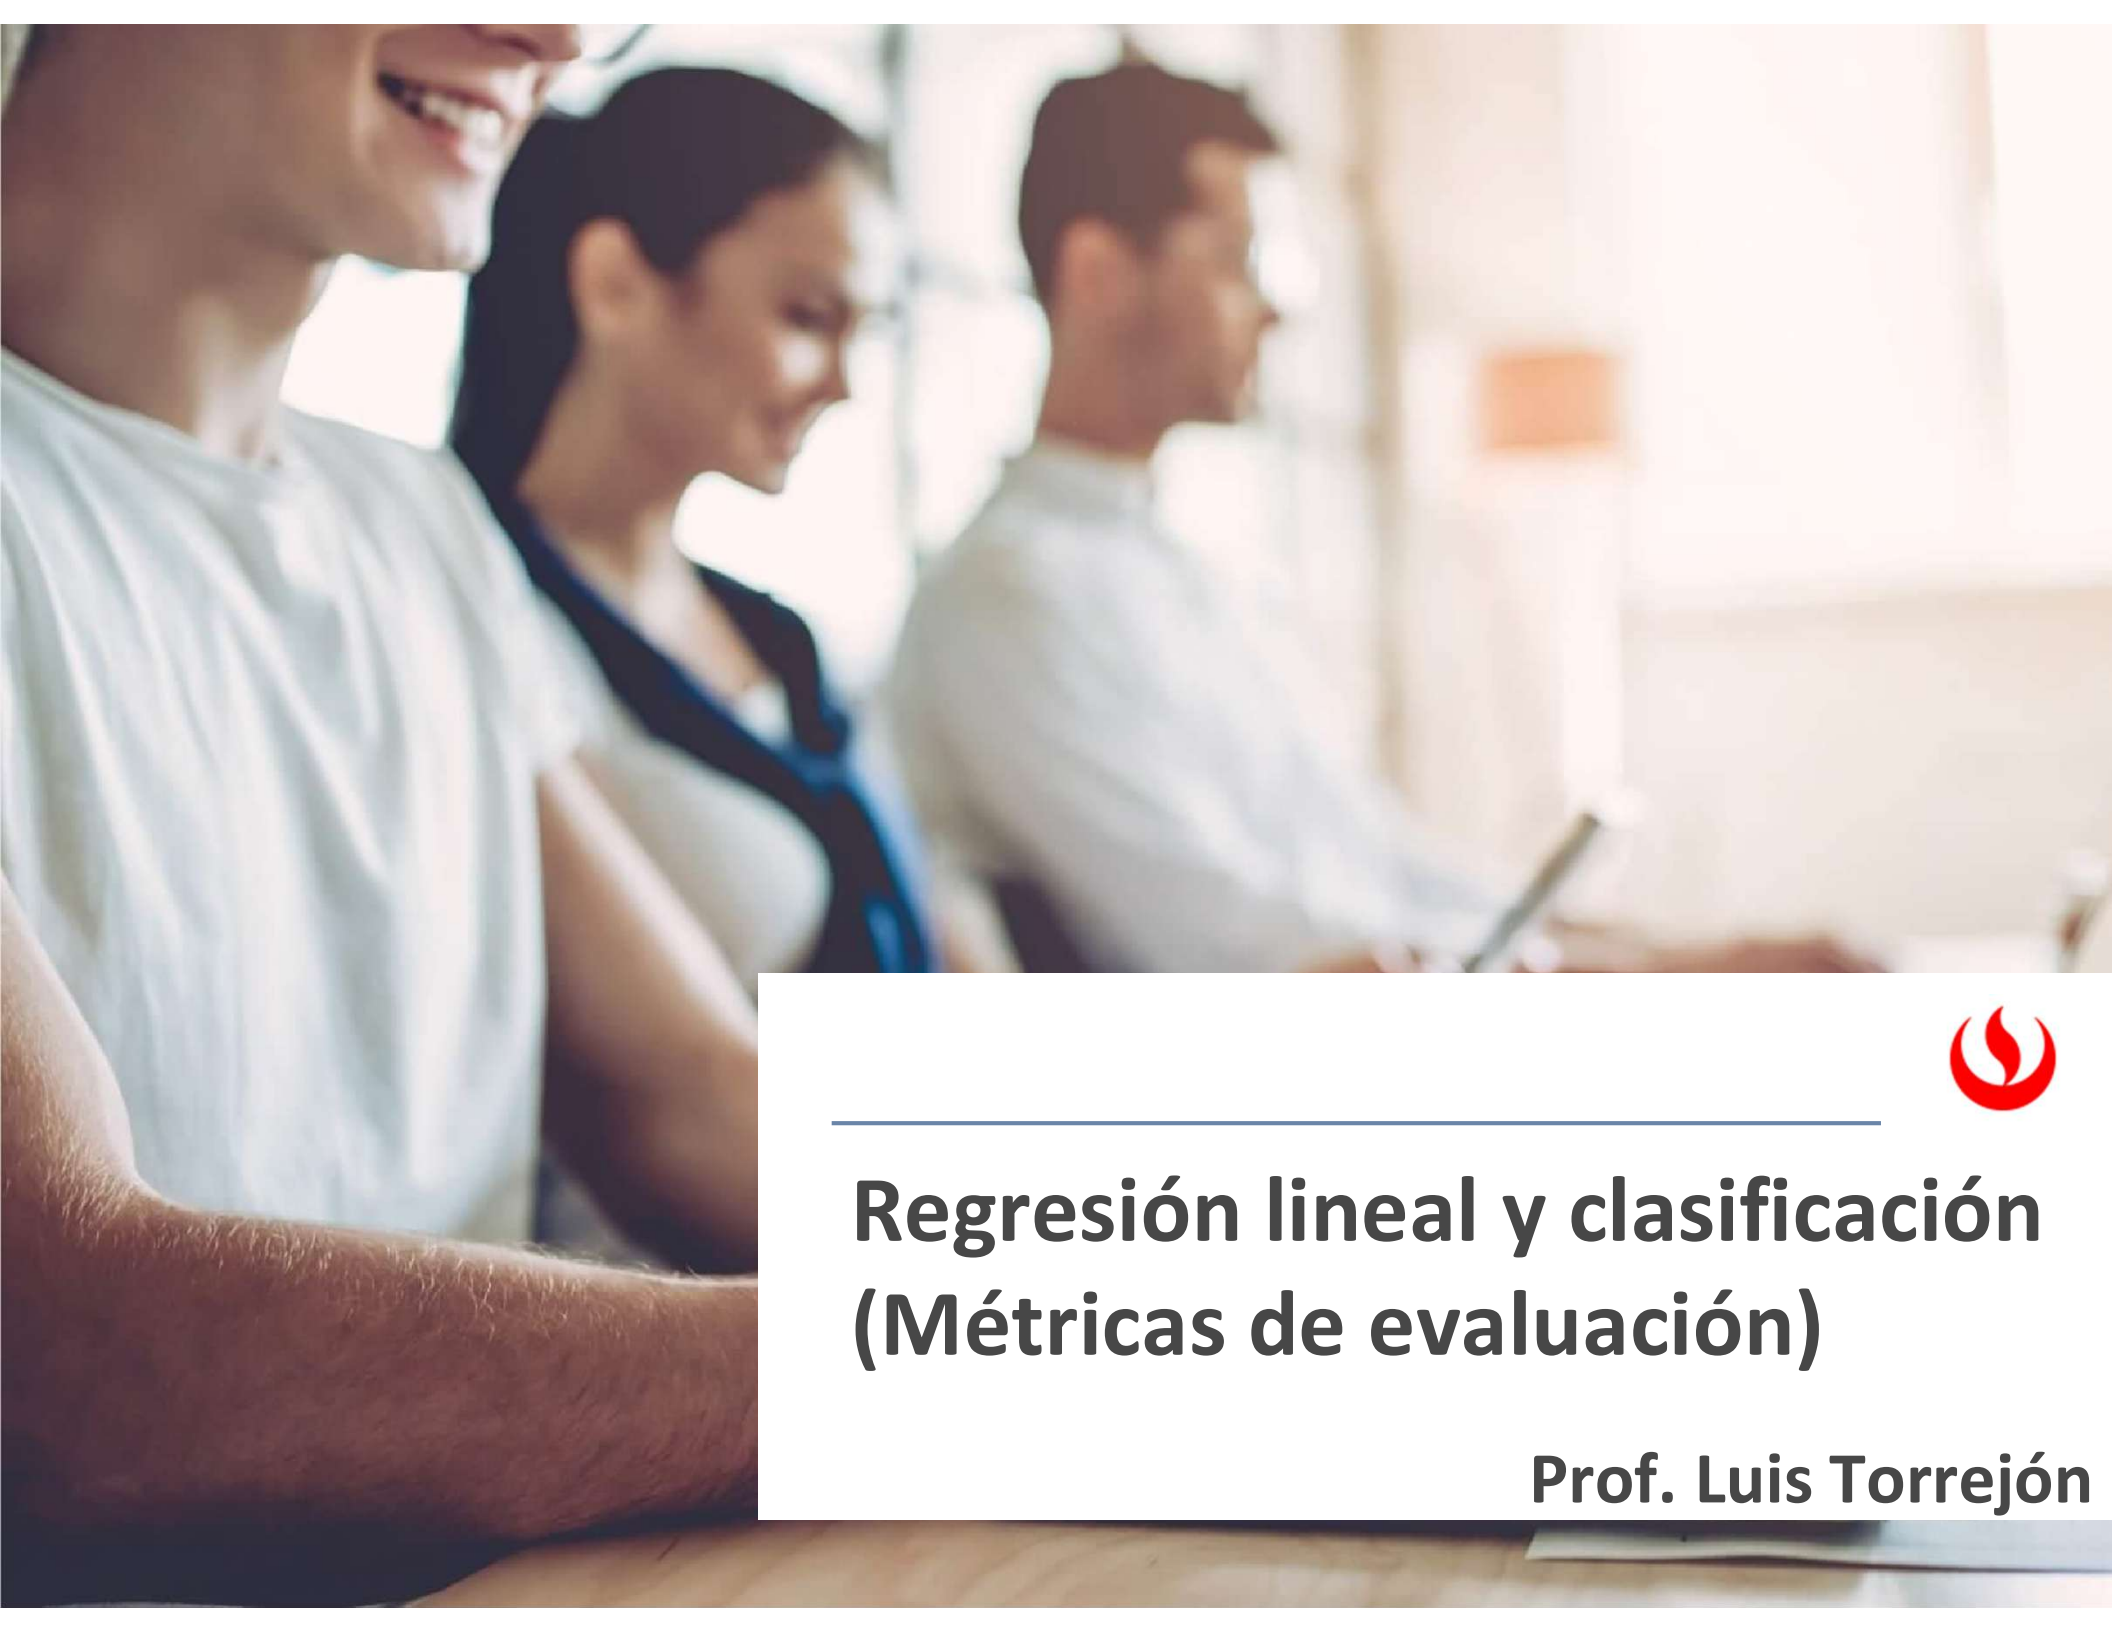 Regresión lineal y clasificación
(Métricas de evaluación)
Prof. Luis Torrejón